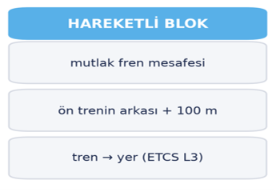 HAREKETLİ BLOK
mutlak fren mesafesi
ön trenin arkası + 100 m
tren → yer (ETCS L3)